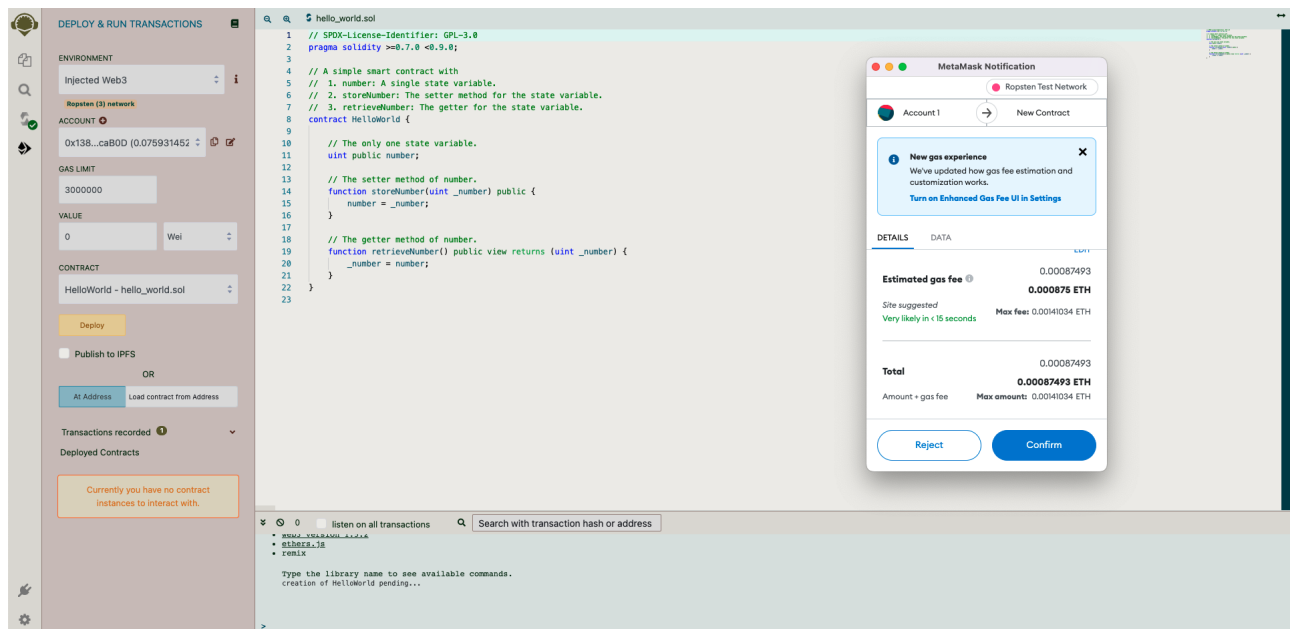 DEPLOY & RUN TRANSACTIONS
ENVIRONMENT
Injected Web3
i
Ropsten (3) network
ACCOUNT
0x138...caB0D (0.075931452
GAS LIMIT
3000000
VALUE
0
Wei
CONTRACT
HelloWorld - hello_world.sol
Deploy
Publish to IPFS
OR
At Address
Load contract from Address
Transactions recorded 1
Deployed Contracts
Currently you have no contract
instances to interact with.
hello_world.sol
1 // SPDX-License-Identifier: GPL-3.0
2 pragma solidity >=0.7.0 <0.9.0;
3
4 // A simple smart contract with
5 //  1. number: A single state variable.
6 //  2. storeNumber: The setter method for the state variable.
7 //  3. retrieveNumber: The getter for the state variable.
8 contract HelloWorld {
9
10     // The only one state variable.
11     uint public number;
12
13     // The setter method of number.
14     function storeNumber(uint _number) public {
15         number = _number;
16     }
17
18     // The getter method of number.
19     function retrieveNumber() public view returns (uint _number) {
20         _number = number;
21     }
22 }
23
MetaMask Notification
Ropsten Test Network
Account 1
New Contract
New gas experience
We've updated how gas fee estimation and
customization works.
Turn on Enhanced Gas Fee UI in Settings
DETAILS
DATA
EDIT
Estimated gas fee
0.00087493
0.000875 ETH
Site suggested
Very likely in < 15 seconds
Max fee: 0.00141034 ETH
Total
0.00087493
0.00087493 ETH
Amount + gas fee
Max amount: 0.00141034 ETH
Reject
Confirm
0
listen on all transactions
Search with transaction hash or address
web3 version 1.5.2
ethers.js
remix
Type the library name to see available commands.
creation of HelloWorld pending...
>